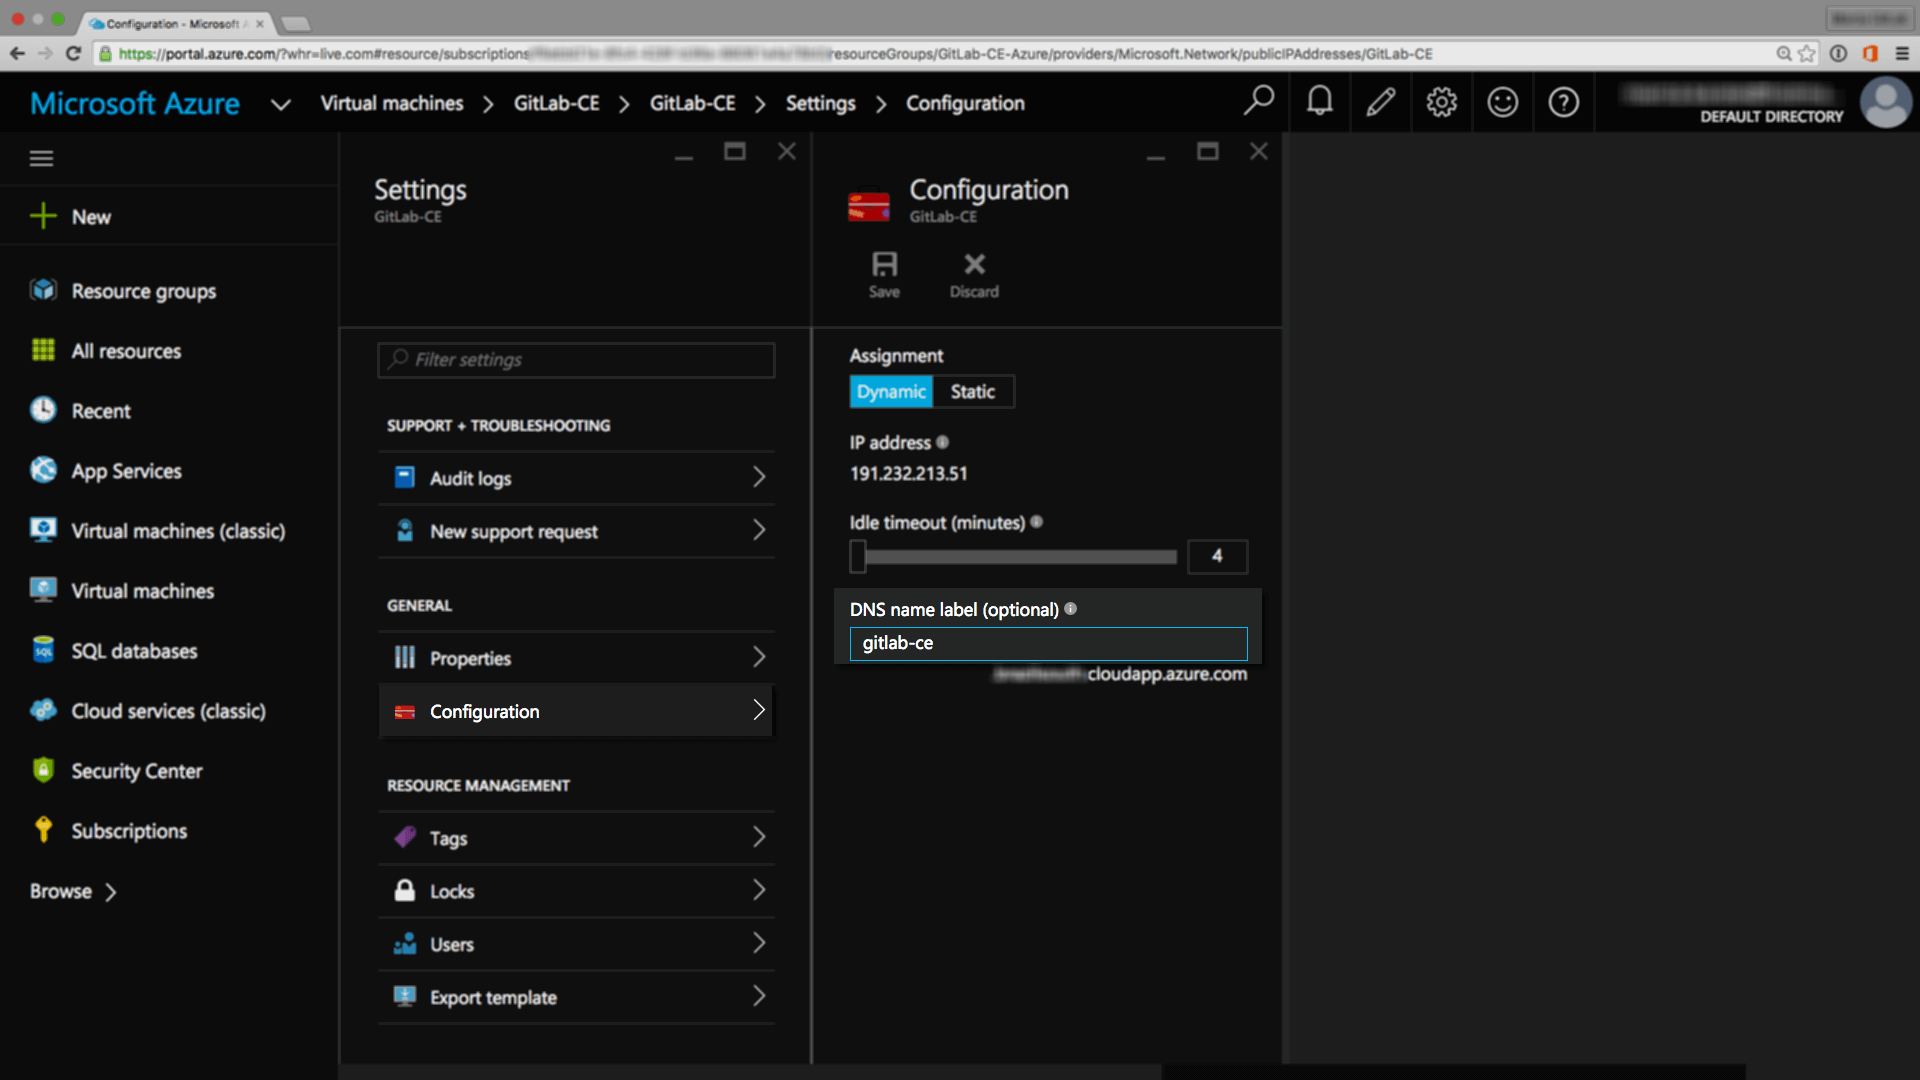 Configuration - Microsoft
https://portal.azure.com/?whr=live.com#resource/subscriptions resourceGroups/GitLab-CE-Azure/providers/Microsoft.Network/publicIPAddresses/GitLab-CE
Microsoft Azure Virtual machines > GitLab-CE > GitLab-CE > Settings > Configuration
DEFAULT DIRECTORY
New
Resource groups
All resources
Recent
App Services
Virtual machines (classic)
Virtual machines
SQL databases
Cloud services (classic)
Security Center
Subscriptions
Browse >
Settings
GitLab-CE
Filter settings
SUPPORT + TROUBLESHOOTING
Audit logs
New support request
GENERAL
Properties
Configuration
RESOURCE MANAGEMENT
Tags
Locks
Users
Export template
Configuration
GitLab-CE
Save Discard
Assignment
Dynamic Static
IP address
191.232.213.51
Idle timeout (minutes)
4
DNS name label (optional)
gitlab-ce
cloudapp.azure.com